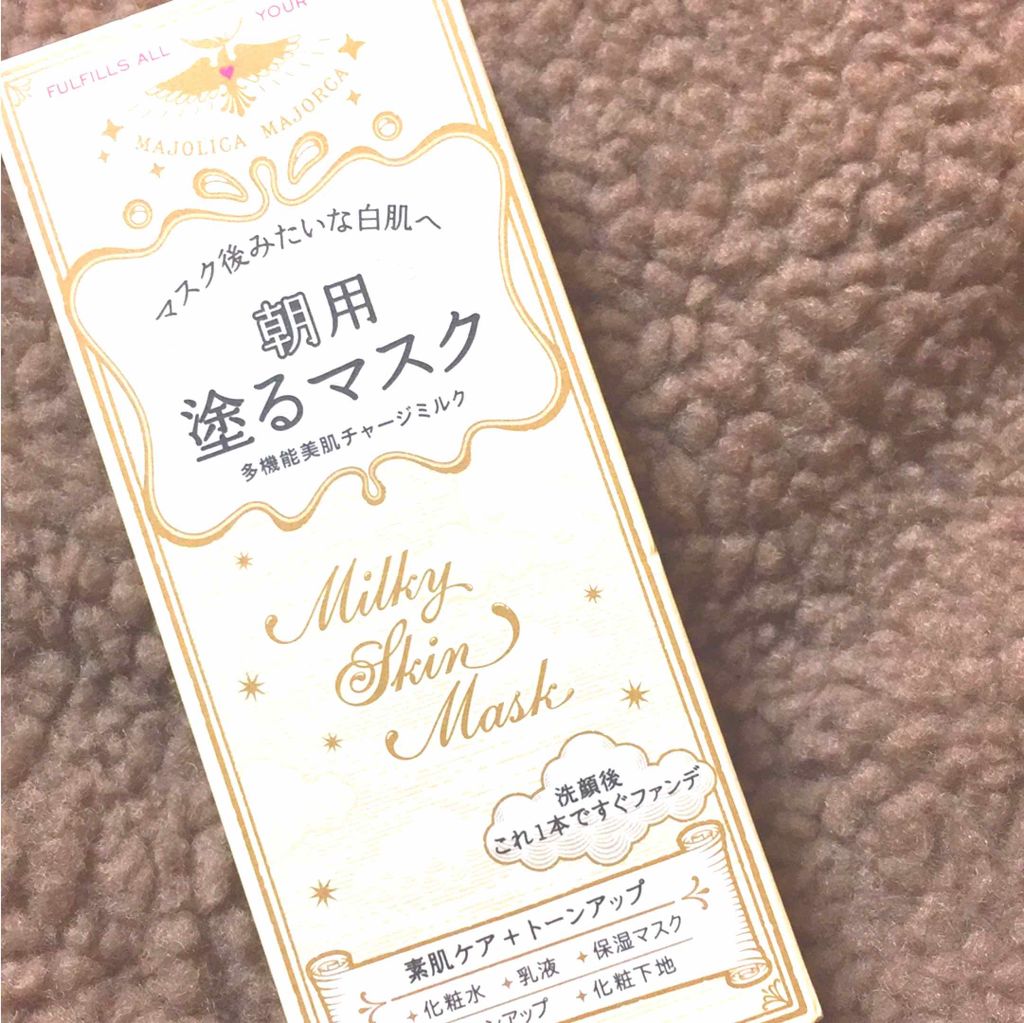 FULFILLS ALL YOUR
MAJOLICA MAJORCA
マスク後みたいな白肌へ
朝用
塗るマスク
多機能美肌チャージミルク
Milky
Skin
Mask
洗顔後
これ1本ですぐファンデ
素肌ケア+トーンアップ
化粧水 乳液 保湿マスク
ンアップ 化粧下地